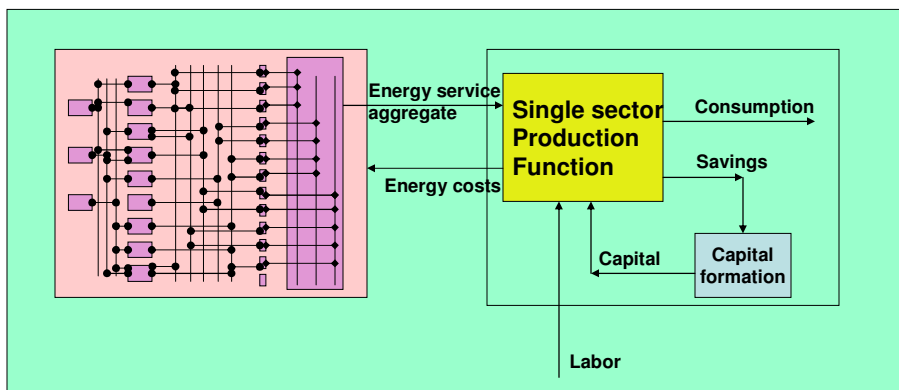 Energy service
aggregate
Energy costs
Single sector
Production
Function
Consumption
Savings
Capital
Capital
formation
Labor